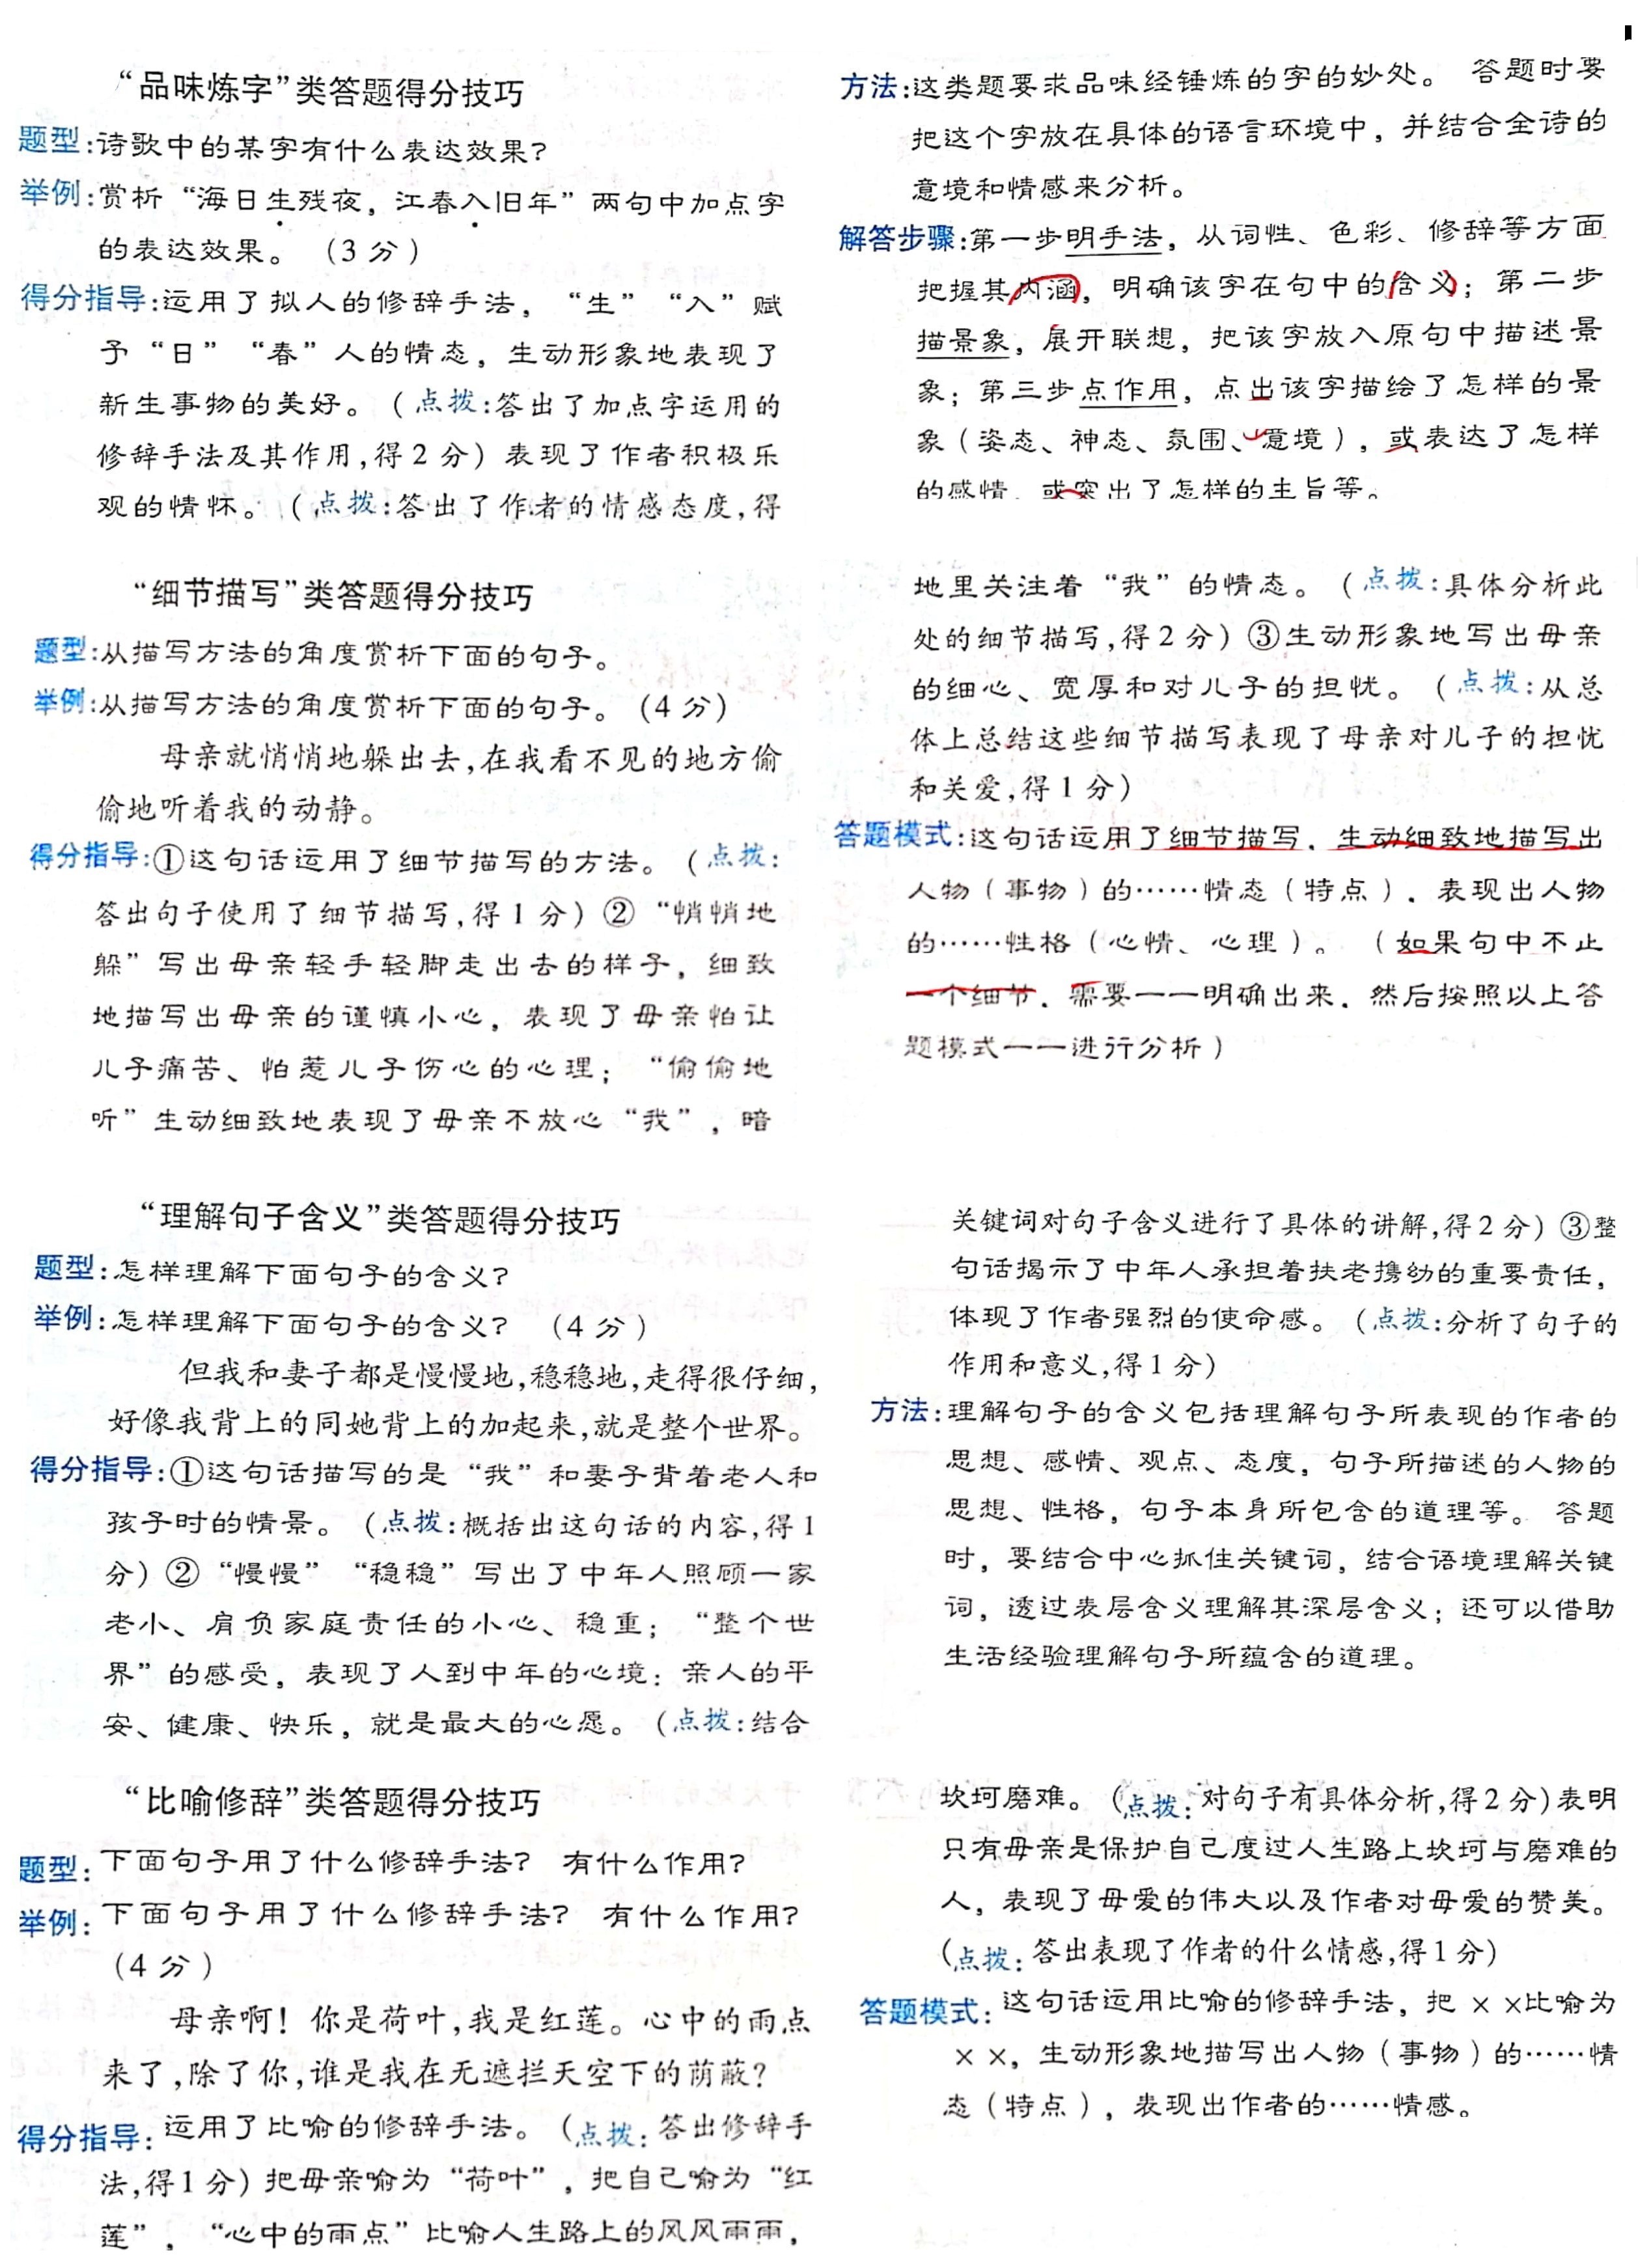 “品味炼字”类答题得分技巧
题型:诗歌中的某字有什么表达效果?
举例:赏析“海日生残夜，江春入旧年”两句中加点字
的表达效果。（3 分）
得分指导:运用了拟人的修辞手法，“生”“入”赋
予“日”“春”人的情态，生动形象地表现了
新生事物的美好。（点拨:答出了加点字运用的
修辞手法及其作用,得 2 分）表现了作者积极乐
观的情怀。（点拨:答出了作者的情感态度,得
方法:这类题要求品味经锤炼的字的妙处。 答题时要
把这个字放在具体的语言环境中，并结合全诗的
意境和情感来分析。
解答步骤:第一步明手法，从词性、色彩、修辞等方面
把握其内涵，明确该字在句中的含义；第二步
描景象，展开联想，把该字放入原句中描述景
象；第三步点作用，点出该字描绘了怎样的景
象（姿态、神态、氛围、意境），或表达了怎样
的感情，或突出了怎样的主旨等。
“细节描写”类答题得分技巧
题型:从描写方法的角度赏析下面的句子。
举例:从描写方法的角度赏析下面的句子。（4 分）
母亲就悄悄地躲出去,在我看不见的地方偷
偷地听着我的动静。
得分指导:①这句话运用了细节描写的方法。（点拨:
答出句子使用了细节描写,得 1 分）②“悄悄地
躲”写出母亲轻手轻脚走出去的样子，细致
地描写出母亲的谨慎小心，表现了母亲怕让
儿子痛苦、怕惹儿子伤心的心理；“偷偷地
听”生动细致地表现了母亲不放心“我”，暗
地里关注着“我”的情态。（点拨:具体分析此
处的细节描写,得 2 分）③生动形象地写出母亲
的细心、宽厚和对儿子的担忧。（点拨:从总
体上总结这些细节描写表现了母亲对儿子的担忧
和关爱,得 1 分）
答题模式:这句话运用了细节描写，生动细致地描写出
人物（事物）的……情态（特点），表现出人物
的……性格（心情、心理）。（如果句中不止
一个细节，需要一一明确出来，然后按照以上答
题模式一一进行分析）
“理解句子含义”类答题得分技巧
题型:怎样理解下面句子的含义?
举例:怎样理解下面句子的含义? （4 分）
但我和妻子都是慢慢地,稳稳地,走得很仔细,
好像我背上的同她背上的加起来,就是整个世界。
得分指导:①这句话描写的是“我”和妻子背着老人和
孩子时的情景。（点拨:概括出这句话的内容,得 1
分）②“慢慢”“稳稳”写出了中年人照顾一家
老小、肩负家庭责任的小心、稳重；“整个世
界”的感受，表现了人到中年的心境：亲人的平
安、健康、快乐，就是最大的心愿。（点拨:结合
关键词对句子含义进行了具体的讲解,得 2 分）③整
句话揭示了中年人承担着扶老携幼的重要责任，
体现了作者强烈的使命感。（点拨:分析了句子的
作用和意义,得 1 分）
方法:理解句子的含义包括理解句子所表现的作者的
思想、感情、观点、态度，句子所描述的人物的
思想、性格，句子本身所包含的道理等。 答题
时，要结合中心抓住关键词，结合语境理解关键
词，透过表层含义理解其深层含义；还可以借助
生活经验理解句子所蕴含的道理。
“比喻修辞”类答题得分技巧
题型:下面句子用了什么修辞手法? 有什么作用?
举例:下面句子用了什么修辞手法? 有什么作用?
（4 分）
母亲啊! 你是荷叶,我是红莲。心中的雨点
来了,除了你,谁是我在无遮拦天空下的荫蔽?
得分指导:运用了比喻的修辞手法。（点拨:答出修辞手
法,得 1 分）把母亲喻为“荷叶”，把自己喻为“红
莲”，“心中的雨点”比喻人生路上的风风雨雨，
坎坷磨难。（点拨:对句子有具体分析,得 2 分）表明
只有母亲是保护自己度过人生路上坎坷与磨难的
人，表现了母爱的伟大以及作者对母爱的赞美。
（点拨:答出表现了作者的什么情感,得 1 分）
答题模式:这句话运用比喻的修辞手法，把 × ×比喻为
× ×，生动形象地描写出人物（事物）的……情
态（特点），表现出作者的……情感。